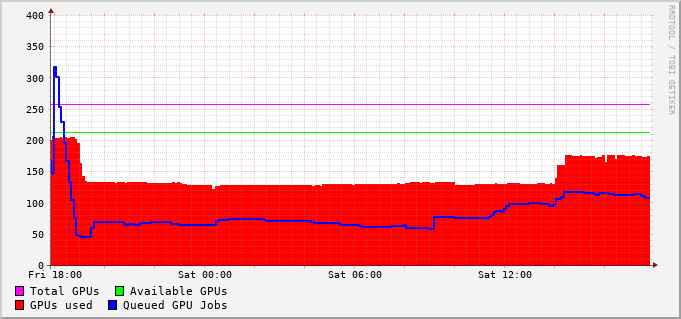 400
350
300
250
200
150
100
50
0
Fri 18:00 Sat 00:00 Sat 06:00 Sat 12:00
Total GPUs Available GPUs
GPUs used Queued GPU Jobs
RRDTOOL / TOBI OETIKER